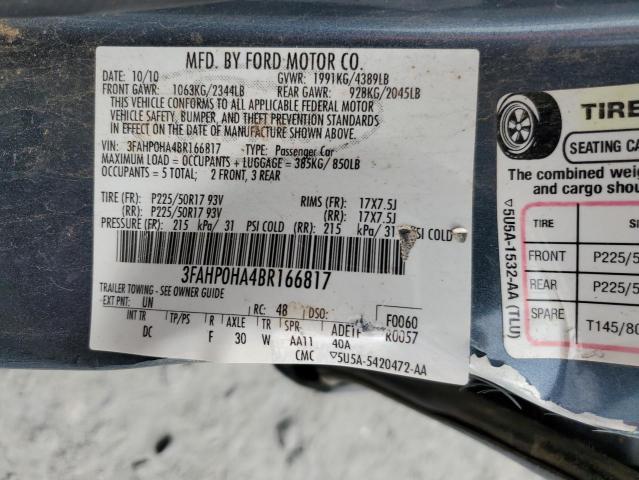 MFD. BY FORD MOTOR CO.
DATE: 10/10 GVWR: 1991KG/4389LB
FRONT GAWR: 1063KG/2344LB REAR GAWR: 928KG/2045LB
THIS VEHICLE CONFORMS TO ALL APPLICABLE FEDERAL MOTOR
VEHICLE SAFETY, BUMPER, AND THEFT PREVENTION STANDARDS
IN EFFECT ON THE DATE OF MANUFACTURE SHOWN ABOVE.
VIN: 3FAHP0HA4BR166817 TYPE: Passenger Car
MAXIMUM LOAD = OCCUPANTS + LUGGAGE = 385KG/850LB
OCCUPANTS = 5 TOTAL; 2 FRONT, 3 REAR
TIRE (FR): P225/50R17 93V RIMS (FR): 17X7.5J
(RR): P225/50R17 93V (RR): 17X7.5J
PRESSURE (FR): 215 kPa/ 31 PSI COLD (RR): 215 kPa/ 31 PSI COLD
3FAHP0HA4BR166817
TRAILER TOWING - SEE OWNER GUIDE
EXT PNT: UN RC: 48 DSO: F0060
R0057
INT TR TP/PS R AXLE TR SPR ADEIF
DC F 30 W AA11 40A
CMC ▽5U5A-5420472-AA
▽5U5A-1532-AA (TLU)
TIRE
SEATING CA
The combined weig
and cargo shou
TIRE SI
FRONT P225/5
REAR P225/5
SPARE T145/80